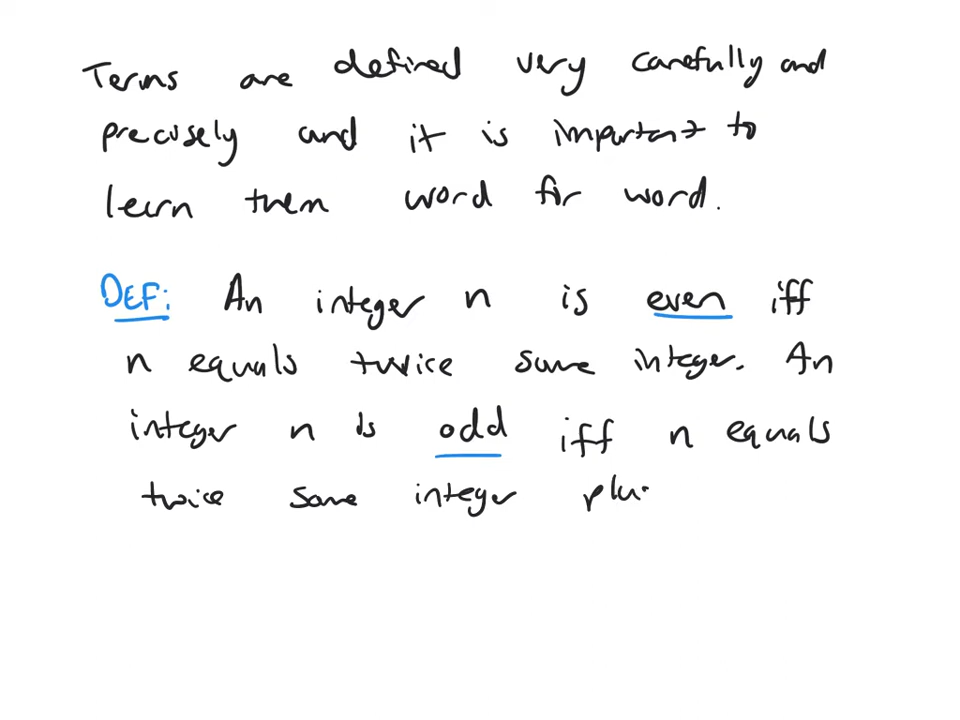 Terms are defined very carefully and
precisely and it is important to
learn them word for word.
DEF: An integer n is even iff
n equals twice some integer. An
integer n is odd iff n equals
twice some integer plus